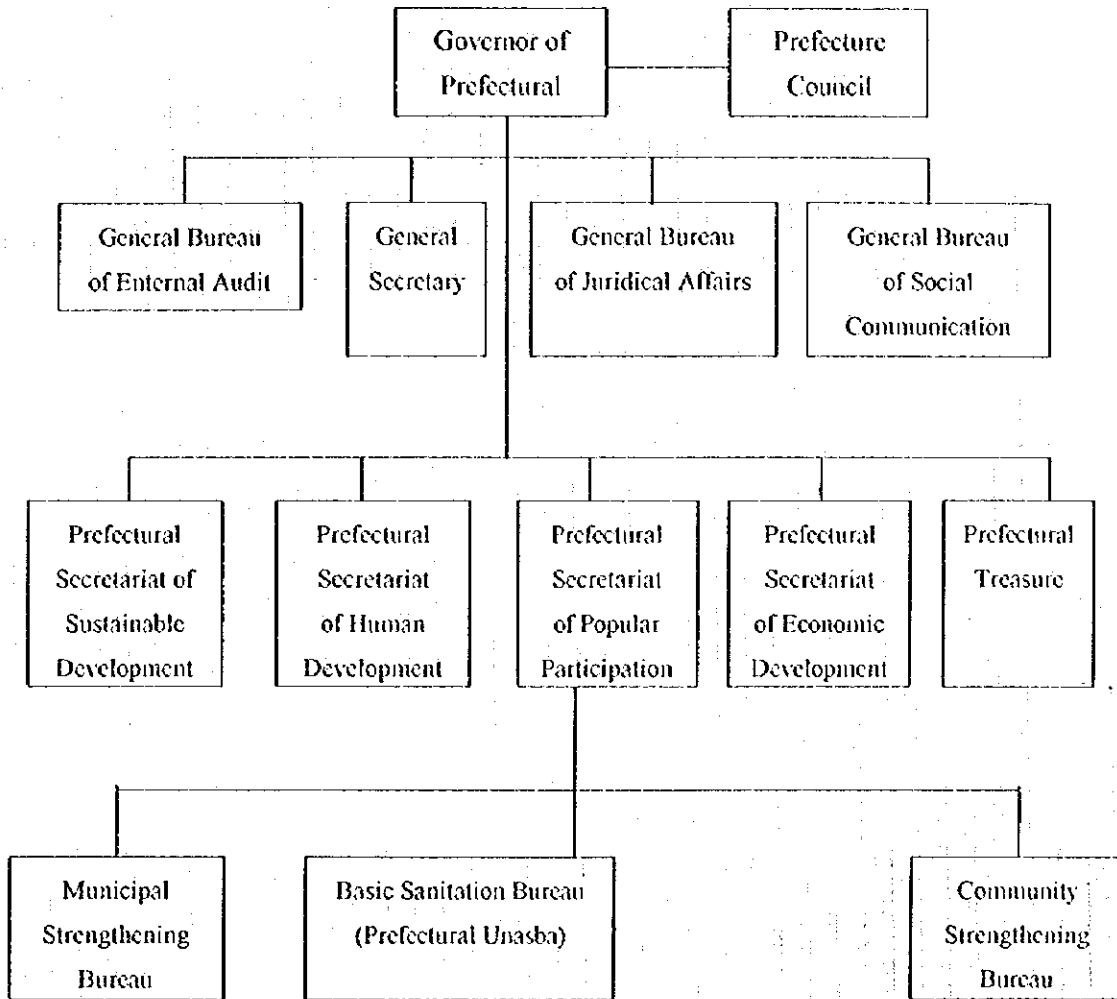 Governor of
Prefectural
Prefecture
Council
General Bureau
of Enternal Audit
General
Secretary
General Bureau
of Juridical Affairs
General Bureau
of Social
Communication
Prefectural
Secretariat of
Sustainable
Development
Prefectural
Secretariat
of Human
Development
Prefectural
Secretariat
of Popular
Participation
Prefectural
Secretariat
of Economic
Development
Prefectural
Treasure
Municipal
Strengthening
Bureau
Basic Sanitation Bureau
(Prefectural Unasba)
Community
Strengthening
Bureau